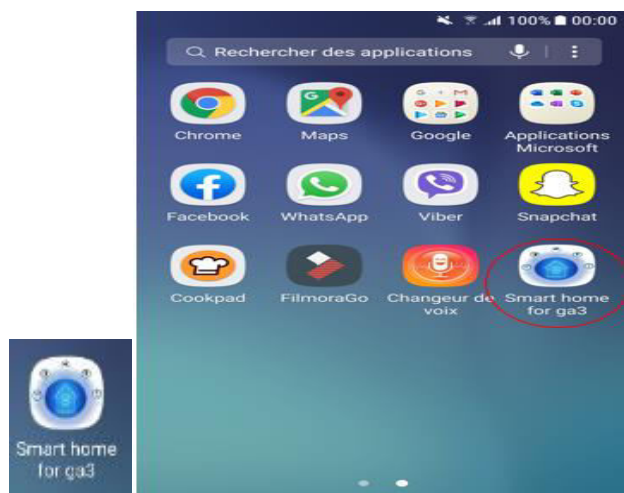 100% 00:00
Rechercher des applications
Chrome
Maps
Google
Applications
Microsoft
Facebook
WhatsApp
Viber
Snapchat
Cookpad
FilmoraGo
Changeur de
voix
Smart home
for ga3
Smart home
for ga3